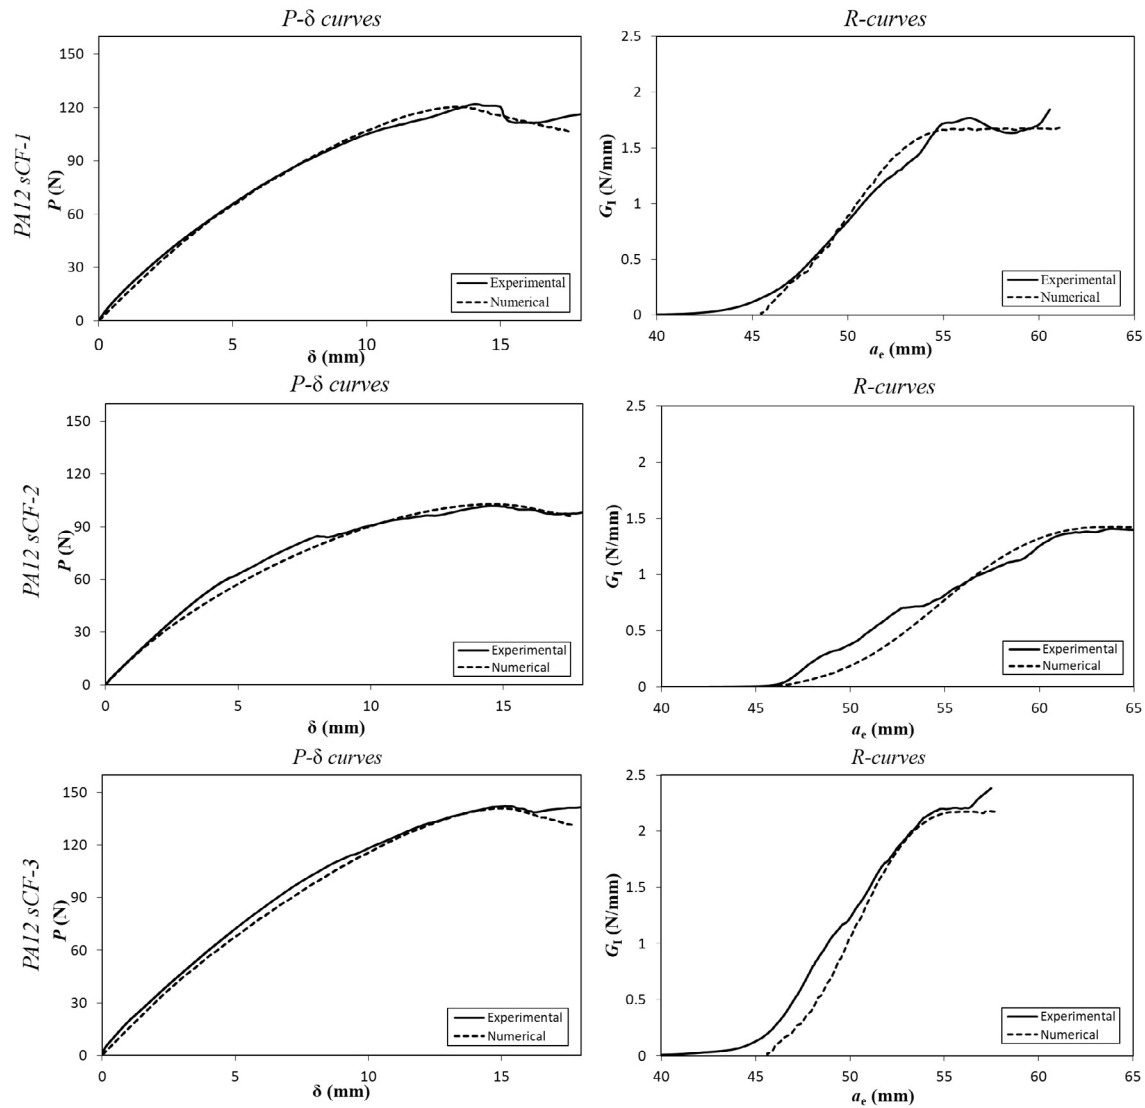 P-δ curves
R-curves
PA12 sCF-1
P (N)
150
120
90
60
30
0
Experimental
Numerical
0 5 10 15
δ (mm)
G_I (N/mm)
2.5
2
1.5
1
0.5
0
Experimental
Numerical
40 45 50 55 60 65
a_e (mm)
P-δ curves
R-curves
PA12 sCF-2
P (N)
150
120
90
60
30
0
Experimental
Numerical
0 5 10 15
δ (mm)
G_I (N/mm)
2.5
2
1.5
1
0.5
0
Experimental
Numerical
40 45 50 55 60 65
a_e (mm)
P-δ curves
R-curves
PA12 sCF-3
P (N)
150
120
90
60
30
0
Experimental
Numerical
0 5 10 15
δ (mm)
G_I (N/mm)
2.5
2
1.5
1
0.5
0
Experimental
Numerical
40 45 50 55 60 65
a_e (mm)